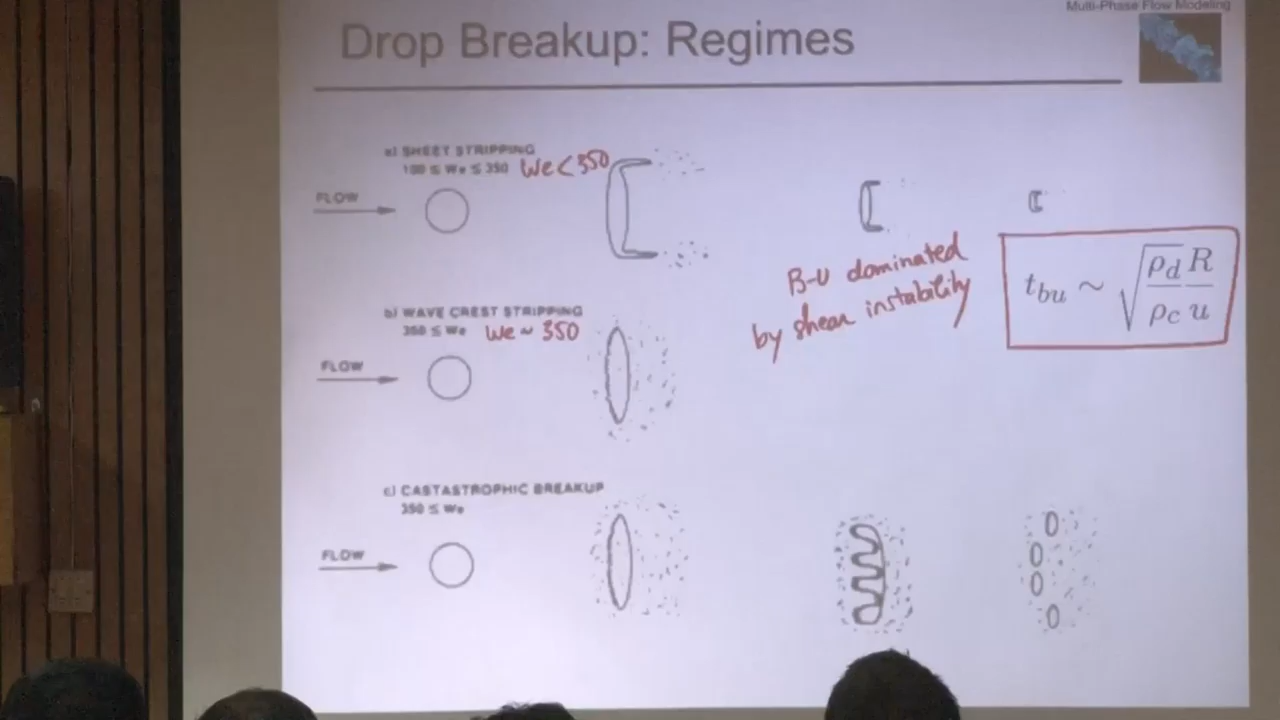 Multi-Phase Flow Modeling
Drop Breakup: Regimes
a) SHEET STRIPPING
100 ≤ We ≤ 350 We < 350
FLOW
B-U dominated
by shear instability
t_bu ~ √(ρ_d/ρ_c) R/u
b) WAVE CREST STRIPPING
350 ≤ We We ~ 350
FLOW
c) CASTASTROPHIC BREAKUP
350 ≤ We
FLOW